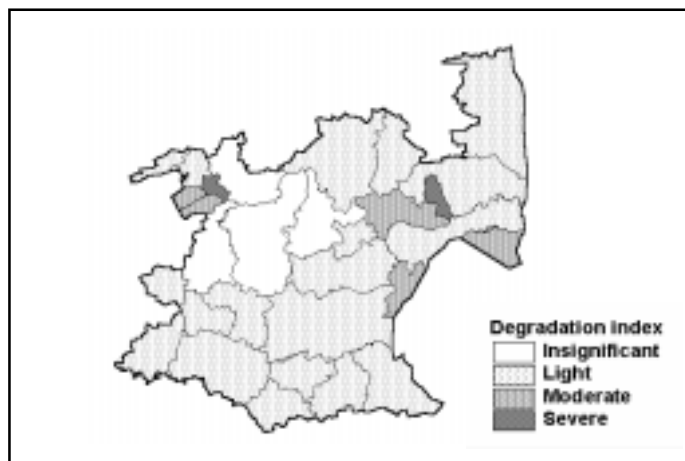 Degradation index
Insignificant
Light
Moderate
Severe